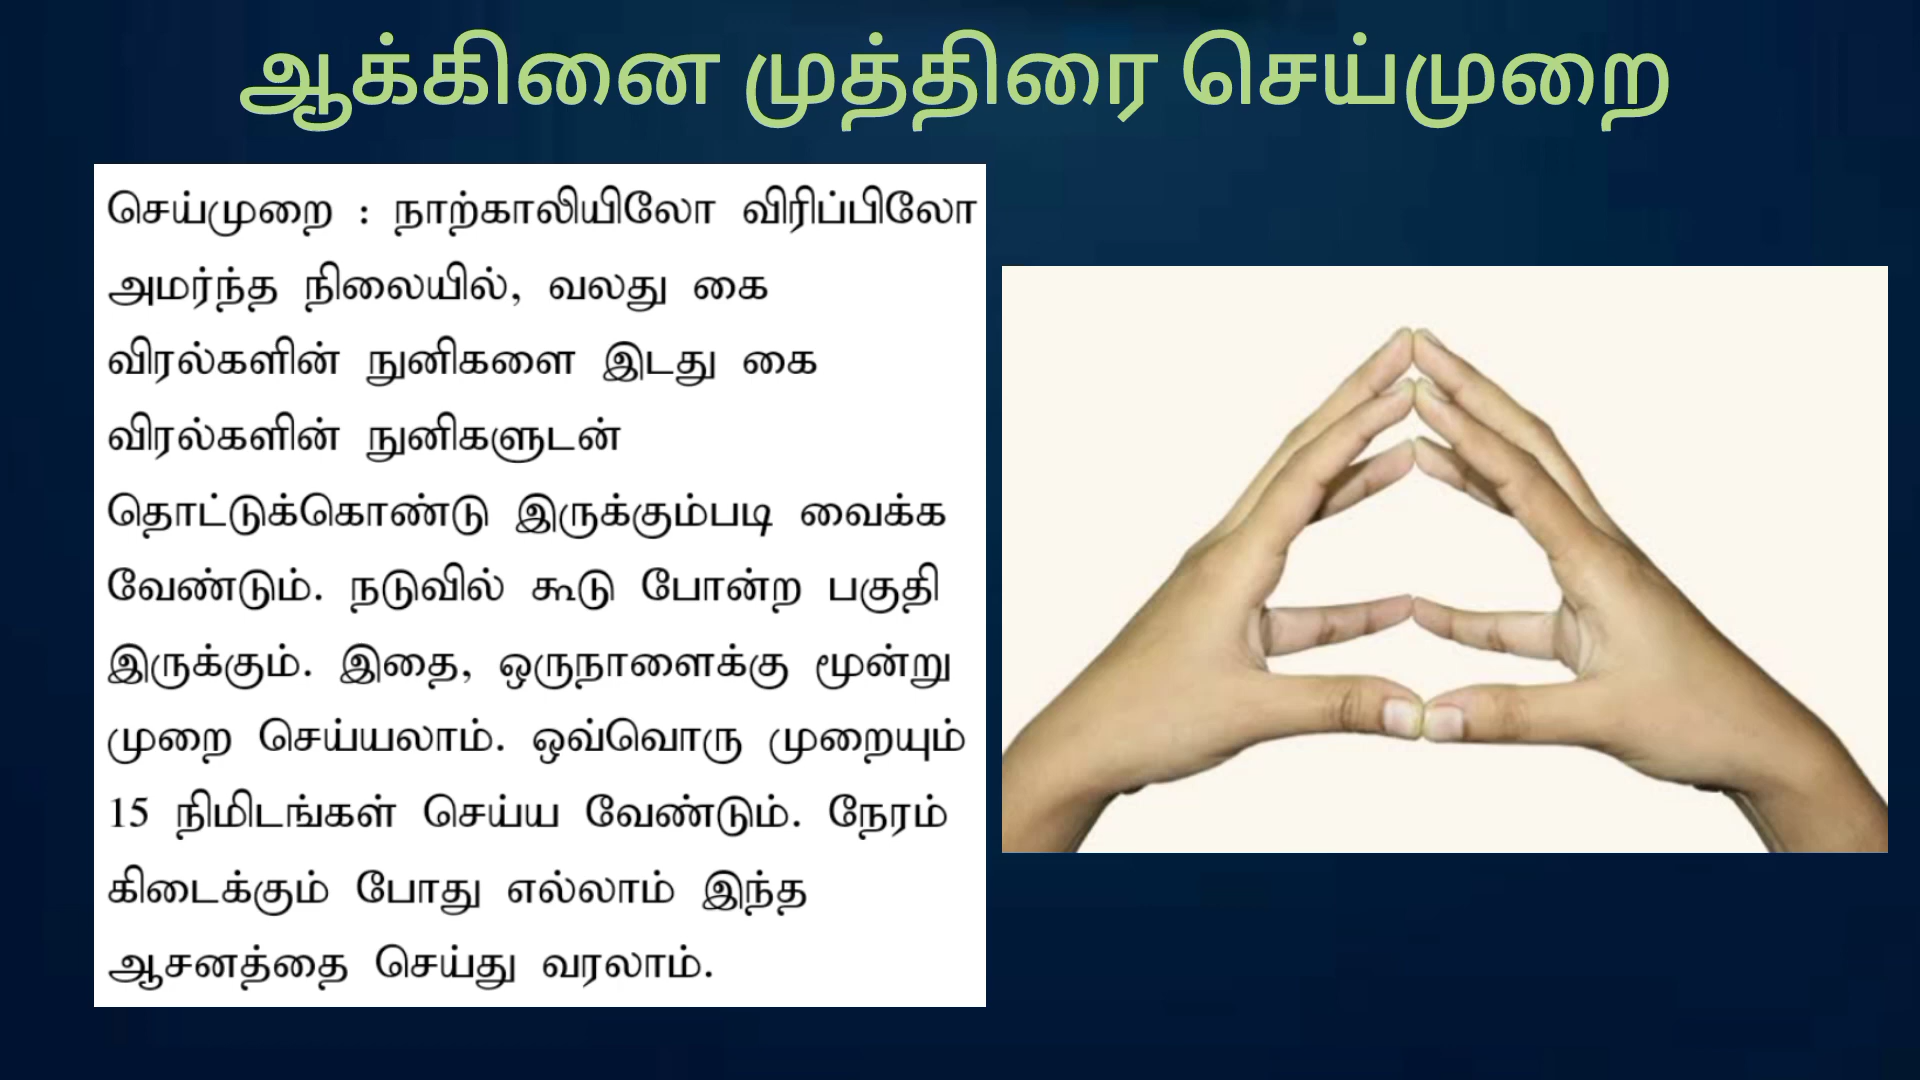 ஆக்கினை முத்திரை செய்முறை
செய்முறை : நாற்காலியிலோ விரிப்பிலோ
அமர்ந்த நிலையில், வலது கை
விரல்களின் நுனிகளை இடது கை
விரல்களின் நுனிகளுடன்
தொட்டுக்கொண்டு இருக்கும்படி வைக்க
வேண்டும். நடுவில் கூடு போன்ற பகுதி
இருக்கும். இதை, ஒருநாளைக்கு மூன்று
முறை செய்யலாம். ஒவ்வொரு முறையும்
15 நிமிடங்கள் செய்ய வேண்டும். நேரம்
கிடைக்கும் போது எல்லாம் இந்த
ஆசனத்தை செய்து வரலாம்.